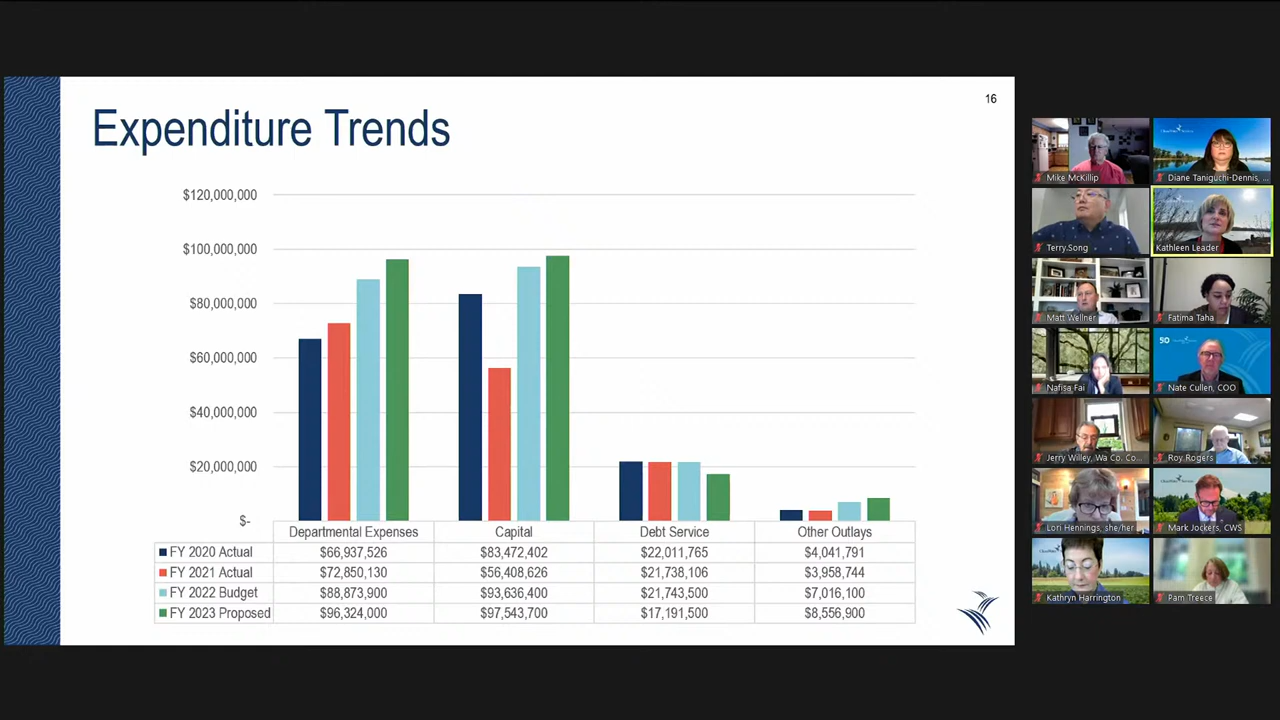 16
Expenditure Trends
$120,000,000
$100,000,000
$80,000,000
$60,000,000
$40,000,000
$20,000,000
$-
Departmental Expenses Capital Debt Service Other Outlays
FY 2020 Actual $66,937,526 $83,472,402 $22,011,765 $4,041,791
FY 2021 Actual $72,850,130 $56,408,626 $21,738,106 $3,958,744
FY 2022 Budget $88,873,900 $93,636,400 $21,743,500 $7,016,100
FY 2023 Proposed $96,324,000 $97,543,700 $17,191,500 $8,556,900
Mike McKillip
Diane Taniguchi-Dennis, ...
Terry Song
Kathleen Leader
Matt Wellner
Fatima Taha
Nafisa Fai
50
Nate Cullen, COO
Jerry Willey, Wa Co. Co...
Roy Rogers
Lori Hennings, she/her
Mark Jockers, CWS
Kathryn Harrington
Pam Treece